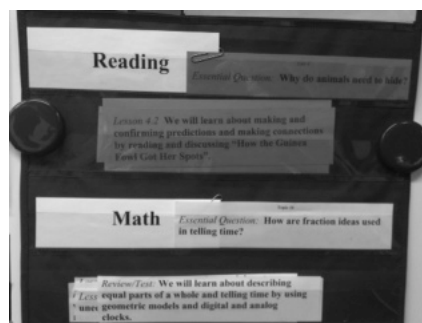 Reading
Essential Question: Why do animals need to hide?
Lesson 4.2 We will learn about making and
confirming predictions and making connections
by reading and discussing "How the Guinea
Fowl Got Her Spots".
Math
Essential Question: How are fraction ideas used
in telling time?
Review/Test: We will learn about describing
equal parts of a whole and telling time by using
geometric models and digital and analog
clocks.